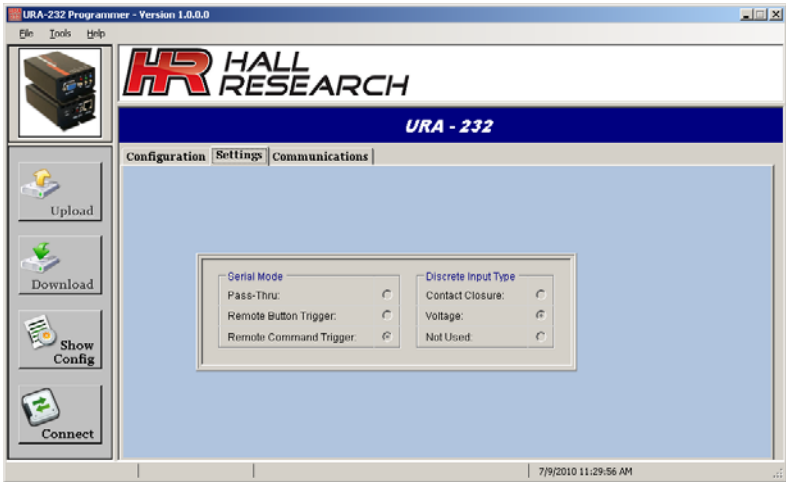 URA-232 Programmer - Version 1.0.0.0
File Tools Help
HR HALL
RESEARCH
URA - 232
Configuration Settings Communications
Upload
Download
Show
Config
Connect
Serial Mode
Pass-Thru:
Remote Button Trigger:
Remote Command Trigger:
Discrete Input Type
Contact Closure:
Voltage:
Not Used:
7/9/2010 11:29:56 AM